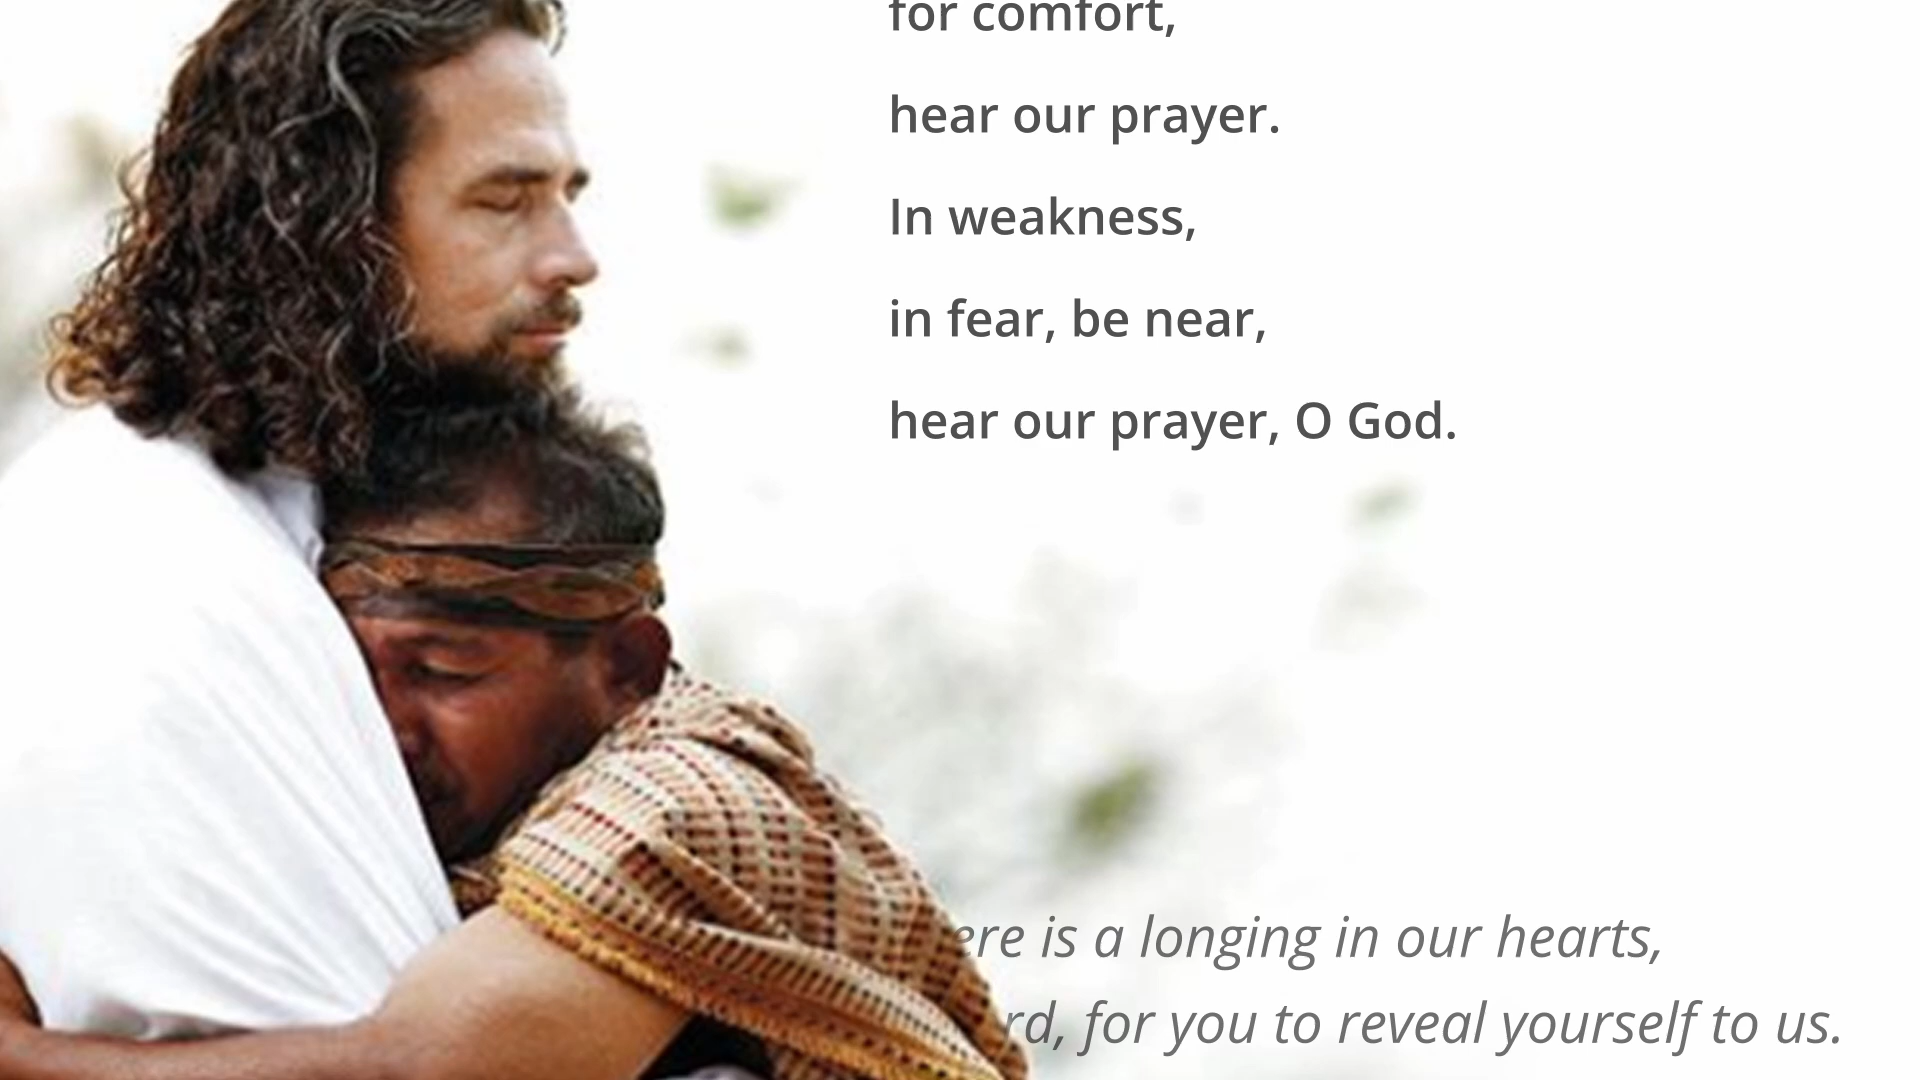 for comfort,
hear our prayer.
In weakness,
in fear, be near,
hear our prayer, O God.
is a longing in our hearts,
for you to reveal yourself to us.